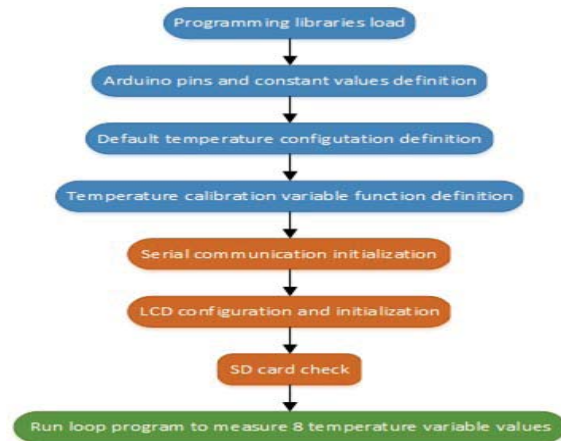 Programming libraries load
Arduino pins and constant values definition
Default temperature configutation definition
Temperature calibration variable function definition
Serial communication initialization
LCD configuration and initialization
SD card check
Run loop program to measure 8 temperature variable values